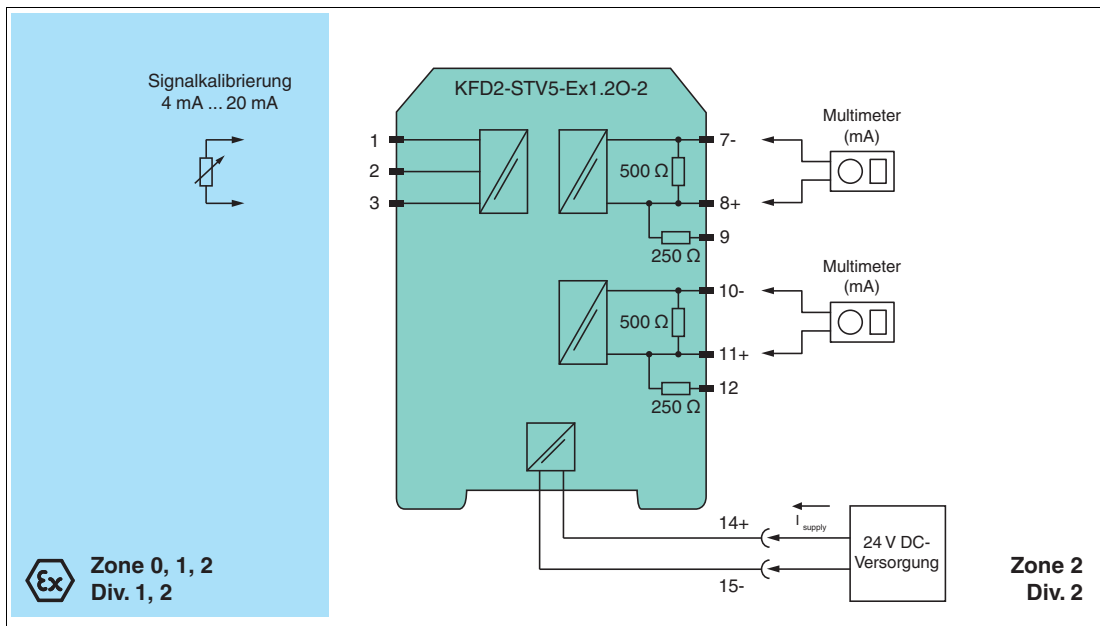 Signalkalibrierung
4 mA ... 20 mA
KFD2-STV5-Ex1.2O-2
1
2
3
500 Ω
250 Ω
7-
8+
9
Multimeter
(mA)
500 Ω
250 Ω
10-
11+
12
Multimeter
(mA)
14+
15-
I supply
24 V DC-
Versorgung
Ex
Zone 0, 1, 2
Div. 1, 2
Zone 2
Div. 2